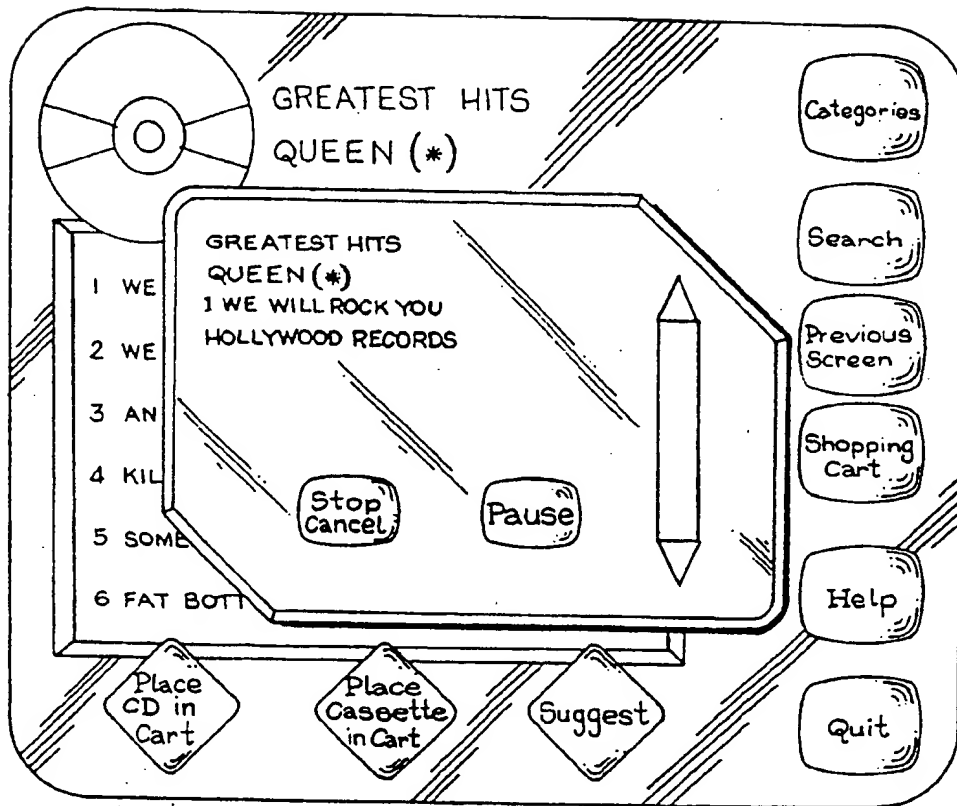 GREATEST HITS
QUEEN (*)
GREATEST HITS
QUEEN (*)
1 WE WILL ROCK YOU
HOLLYWOOD RECORDS
Stop
Cancel
Pause
1 WE
2 WE
3 AN
4 KIL
5 SOME
6 FAT BOTT
Place
CD in
Cart
Place
Cassette
in Cart
Suggest
Categories
Search
Previous
Screen
Shopping
Cart
Help
Quit